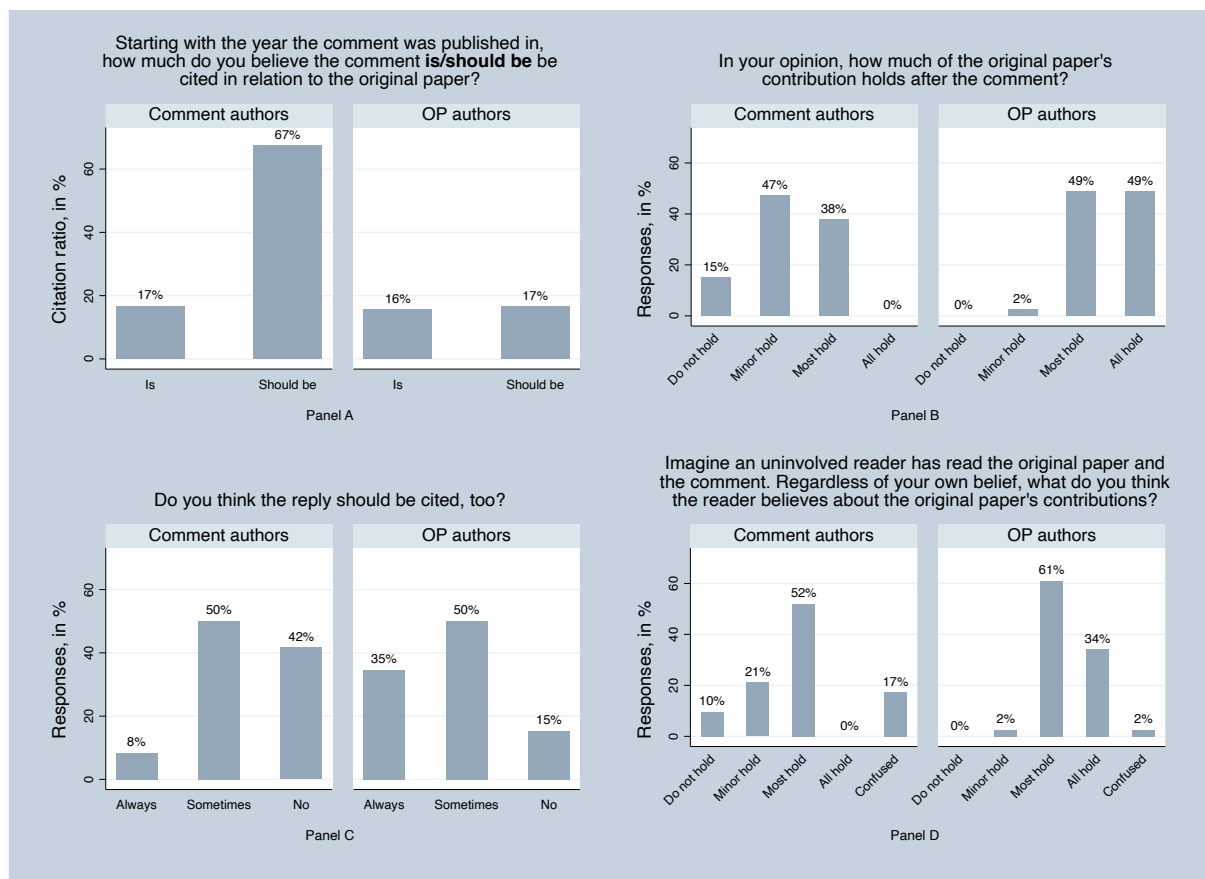 Starting with the year the comment was published in,
how much do you believe the comment is/should be be
cited in relation to the original paper?
Comment authors
OP authors
Citation ratio, in %
60
40
20
0
17%
67%
16%
17%
Is
Should be
Is
Should be
Panel A
In your opinion, how much of the original paper's
contribution holds after the comment?
Comment authors
OP authors
Responses, in %
60
40
20
0
15%
47%
38%
0%
0%
2%
49%
49%
Do not hold
Minor hold
Most hold
All hold
Do not hold
Minor hold
Most hold
All hold
Panel B
Do you think the reply should be cited, too?
Comment authors
OP authors
Responses, in %
60
40
20
0
8%
50%
42%
35%
50%
15%
Always
Sometimes
No
Always
Sometimes
No
Panel C
Imagine an uninvolved reader has read the original paper and
the comment. Regardless of your own belief, what do you think
the reader believes about the original paper's contributions?
Comment authors
OP authors
Responses, in %
60
40
20
0
10%
21%
52%
0%
17%
0%
2%
61%
34%
2%
Do not hold
Minor hold
Most hold
All hold
Confused
Do not hold
Minor hold
Most hold
All hold
Confused
Panel D